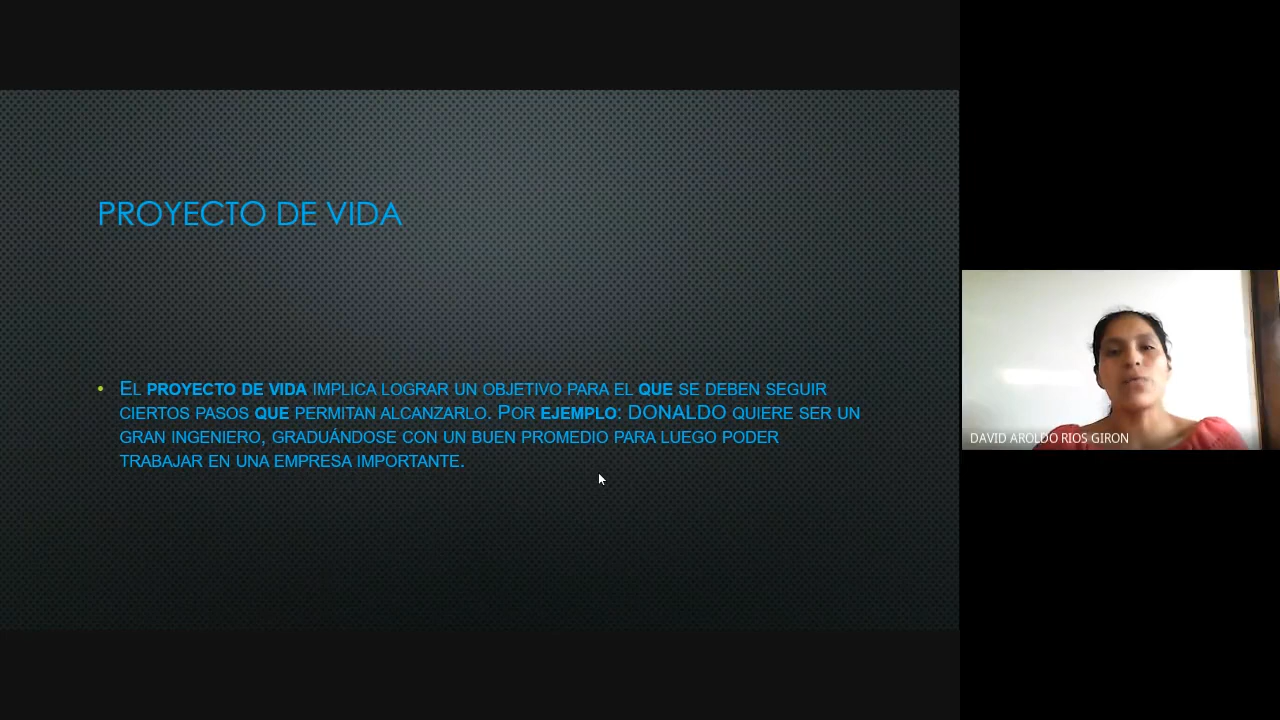 PROYECTO DE VIDA
• EL PROYECTO DE VIDA IMPLICA LOGRAR UN OBJETIVO PARA EL QUE SE DEBEN SEGUIR
CIERTOS PASOS QUE PERMITAN ALCANZARLO. POR EJEMPLO: DONALDO QUIERE SER UN
GRAN INGENIERO, GRADUÁNDOSE CON UN BUEN PROMEDIO PARA LUEGO PODER
TRABAJAR EN UNA EMPRESA IMPORTANTE.
DAVID AROLDO RIOS GIRON